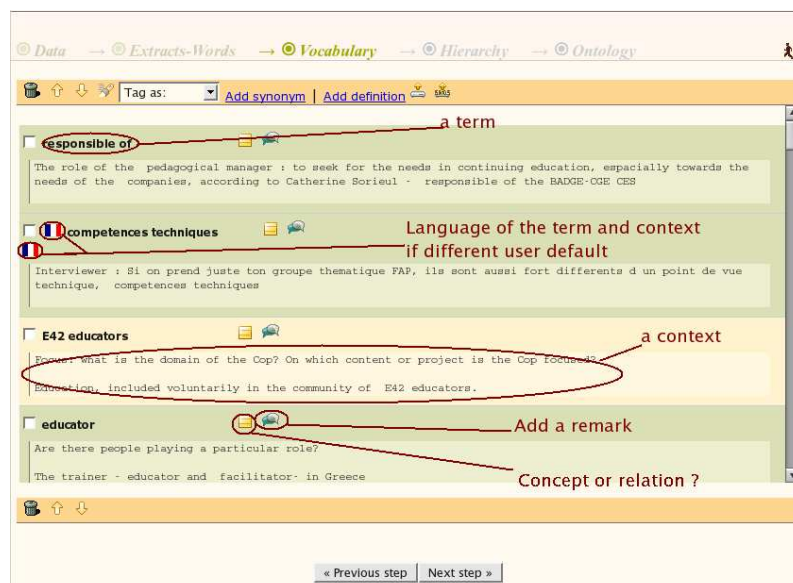 Data → Extracts-Words → Vocabulary → Hierarchy → Ontology
Tag as: Add synonym | Add definition
a term
responsible of
The role of the pedagogical manager : to seek for the needs in continuing education, espacially towards the
needs of the companies, according to Catherine Sorieul - responsible of the BADGE-CGE CES
competences techniques
Language of the term and context
if different user default
Interviewer : Si on prend juste ton groupe thematique FAP, ils sont aussi fort differents d un point de vue
technique, competences techniques
E42 educators
a context
Focus: what is the domain of the Cop? On which content or project is the Cop focused?
Education, included voluntarily in the community of E42 educators.
educator
Add a remark
Are there people playing a particular role?
The trainer - educator and facilitator- in Greece
Concept or relation ?
« Previous step Next step »